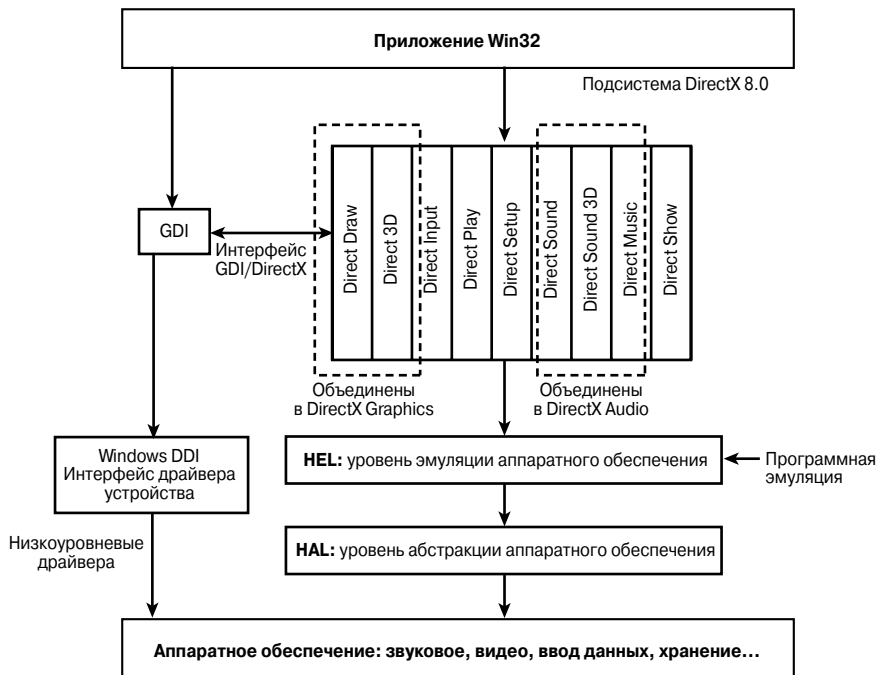 Приложение Win32
Подсистема DirectX 8.0
GDI
Интерфейс
GDI/DirectX
Direct Draw
Direct 3D
Direct Input
Direct Play
Direct Setup
Direct Sound
Direct Sound 3D
Direct Music
Direct Show
Объединены
в DirectX Graphics
Объединены
в DirectX Audio
Windows DDI
Интерфейс драйвера
устройства
HEL: уровень эмуляции аппаратного обеспечения
Программная
эмуляция
Низкоуровневые
драйвера
HAL: уровень абстракции аппаратного обеспечения
Аппаратное обеспечение: звуковое, видео, ввод данных, хранение...